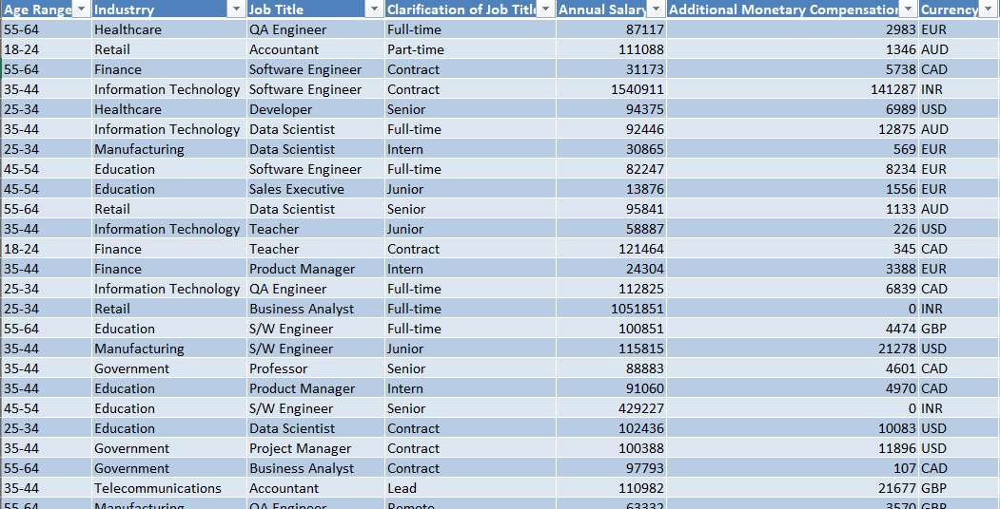 Age Range Industrry Job Title Clarification of Job Title Annual Salary Additional Monetary Compensation Currency
55-64 Healthcare QA Engineer Full-time 87117 2983 EUR
18-24 Retail Accountant Part-time 111088 1346 AUD
55-64 Finance Software Engineer Contract 31173 5738 CAD
35-44 Information Technology Software Engineer Contract 1540911 141287 INR
25-34 Healthcare Developer Senior 94375 6989 USD
35-44 Information Technology Data Scientist Full-time 92446 12875 AUD
25-34 Manufacturing Data Scientist Intern 30865 569 EUR
45-54 Education Software Engineer Full-time 82247 8234 EUR
45-54 Education Sales Executive Junior 13876 1556 EUR
55-64 Retail Data Scientist Senior 95841 1133 AUD
35-44 Information Technology Teacher Junior 58887 226 USD
18-24 Finance Teacher Contract 121464 345 CAD
35-44 Finance Product Manager Intern 24304 3388 EUR
25-34 Information Technology QA Engineer Full-time 112825 6839 CAD
25-34 Retail Business Analyst Full-time 1051851 0 INR
55-64 Education S/W Engineer Full-time 100851 4474 GBP
35-44 Manufacturing S/W Engineer Junior 115815 21278 USD
35-44 Government Professor Senior 88883 4601 CAD
35-44 Education Product Manager Intern 91060 4970 CAD
45-54 Education S/W Engineer Senior 429227 0 INR
25-34 Education Data Scientist Contract 102436 10083 USD
35-44 Government Project Manager Contract 100388 11896 USD
55-64 Government Business Analyst Contract 97793 107 CAD
35-44 Telecommunications Accountant Lead 110982 21677 GBP
55-64 Manufacturing QA Engineer Remote 63332 3570 GBP